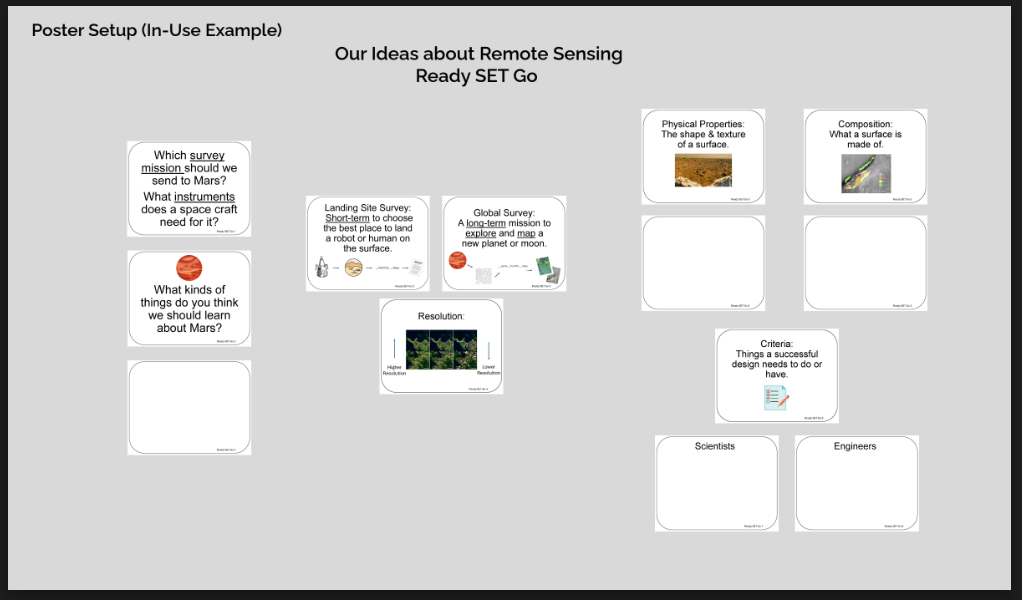 Poster Setup (In-Use Example)
Our Ideas about Remote Sensing
Ready SET Go
Which survey
mission should we
send to Mars?
What instruments
does a space craft
need for it?
What kinds of
things do you think
we should learn
about Mars?
Landing Site Survey:
Short-term to choose
the best place to land
a robot or human on
the surface.
Global Survey:
A long-term mission to
explore and map a
new planet or moon.
Resolution:
Higher
Resolution
Lower
Resolution
Physical Properties:
The shape & texture
of a surface.
Composition:
What a surface is
made of.
Criteria:
Things a successful
design needs to do or
have.
Scientists
Engineers